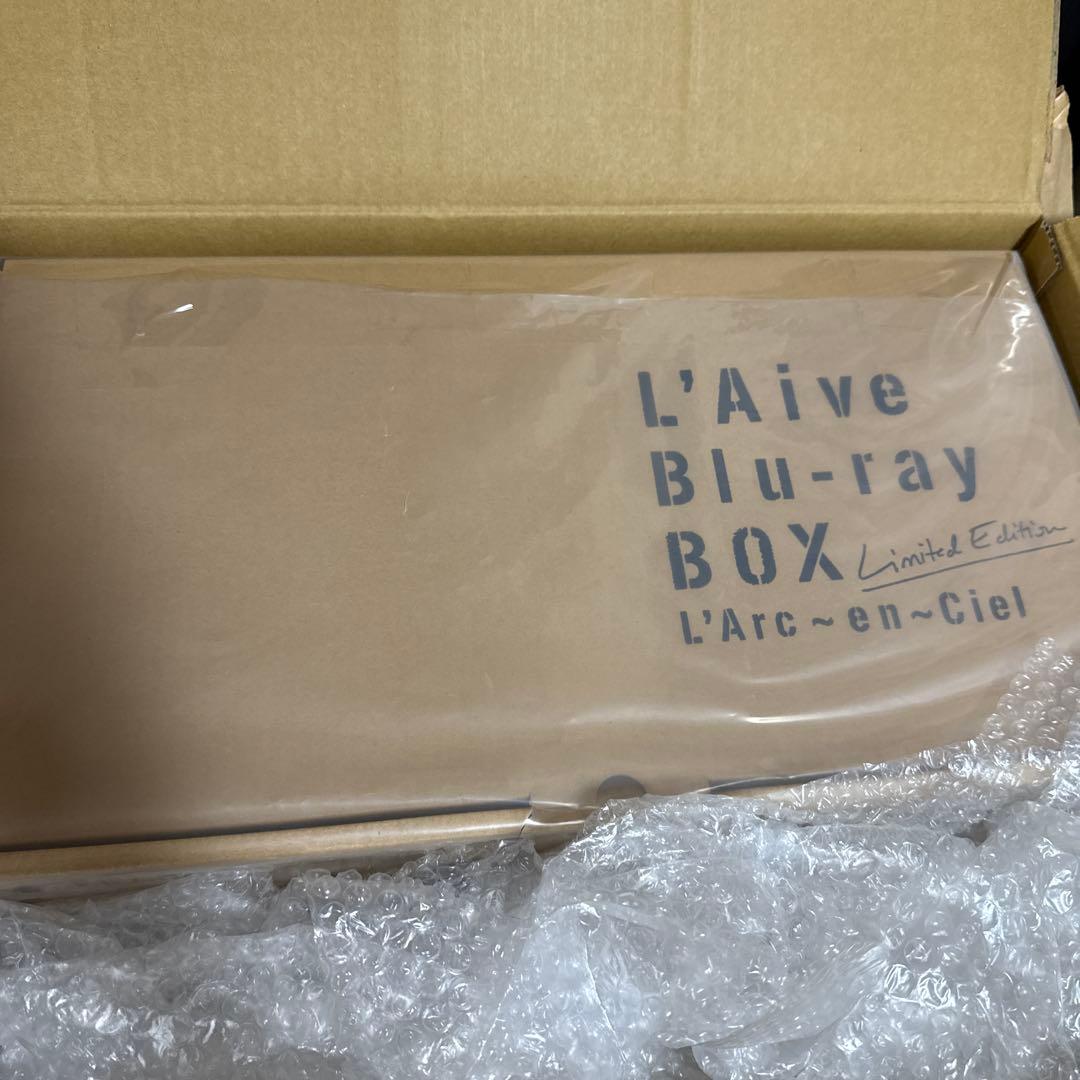 L'Aive
Blu-ray
BOX Limited Edition
L'Arc～en～Ciel